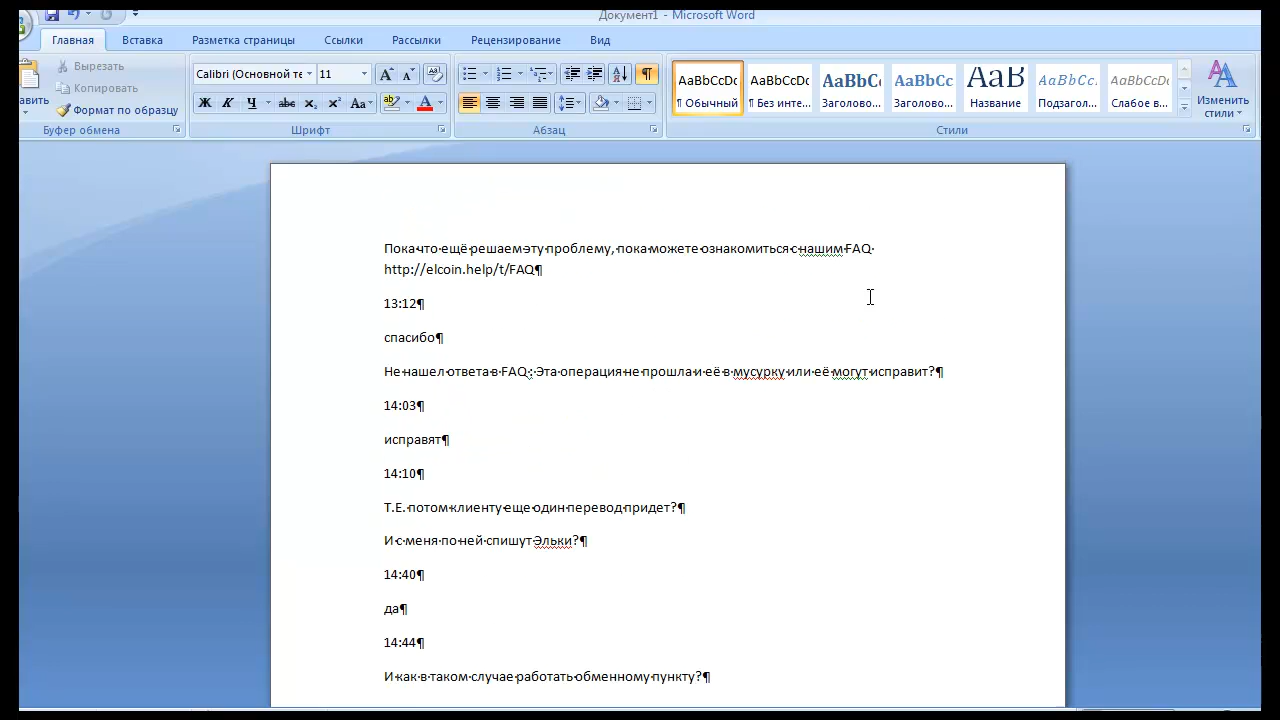 Документ1 - Microsoft Word
Главная Вставка Разметка страницы Ссылки Рассылки Рецензирование Вид
Вырезать
Копировать
Формат по образцу
Буфер обмена
Calibri (Основной те 11
Ж К Ч abc x₂ x² Aa
Шрифт
Абзац
AaBbCcDc AaBbCcDc AaBbC AaBbCc AaB AaBbCc. AaBbCcDc
¶ Обычный ¶ Без инте... Заголово... Заголово... Название Подзагол... Слабое в...
Изменить стили
Стили
Пока что ещё решаем эту проблему, пока можете ознакомиться с нашим FAQ
http://elcoin.help/t/FAQ¶
13:12¶
спасибо¶
Не нашел ответа в FAQ : Эта операция не прошла и её в мусурку или её могут исправит?¶
14:03¶
исправят¶
14:10¶
Т.Е. потом клиенту еще один перевод придет?¶
И с меня по ней спишут Эльки?¶
14:40¶
да¶
14:44¶
И как в таком случае работать обменному пункту?¶